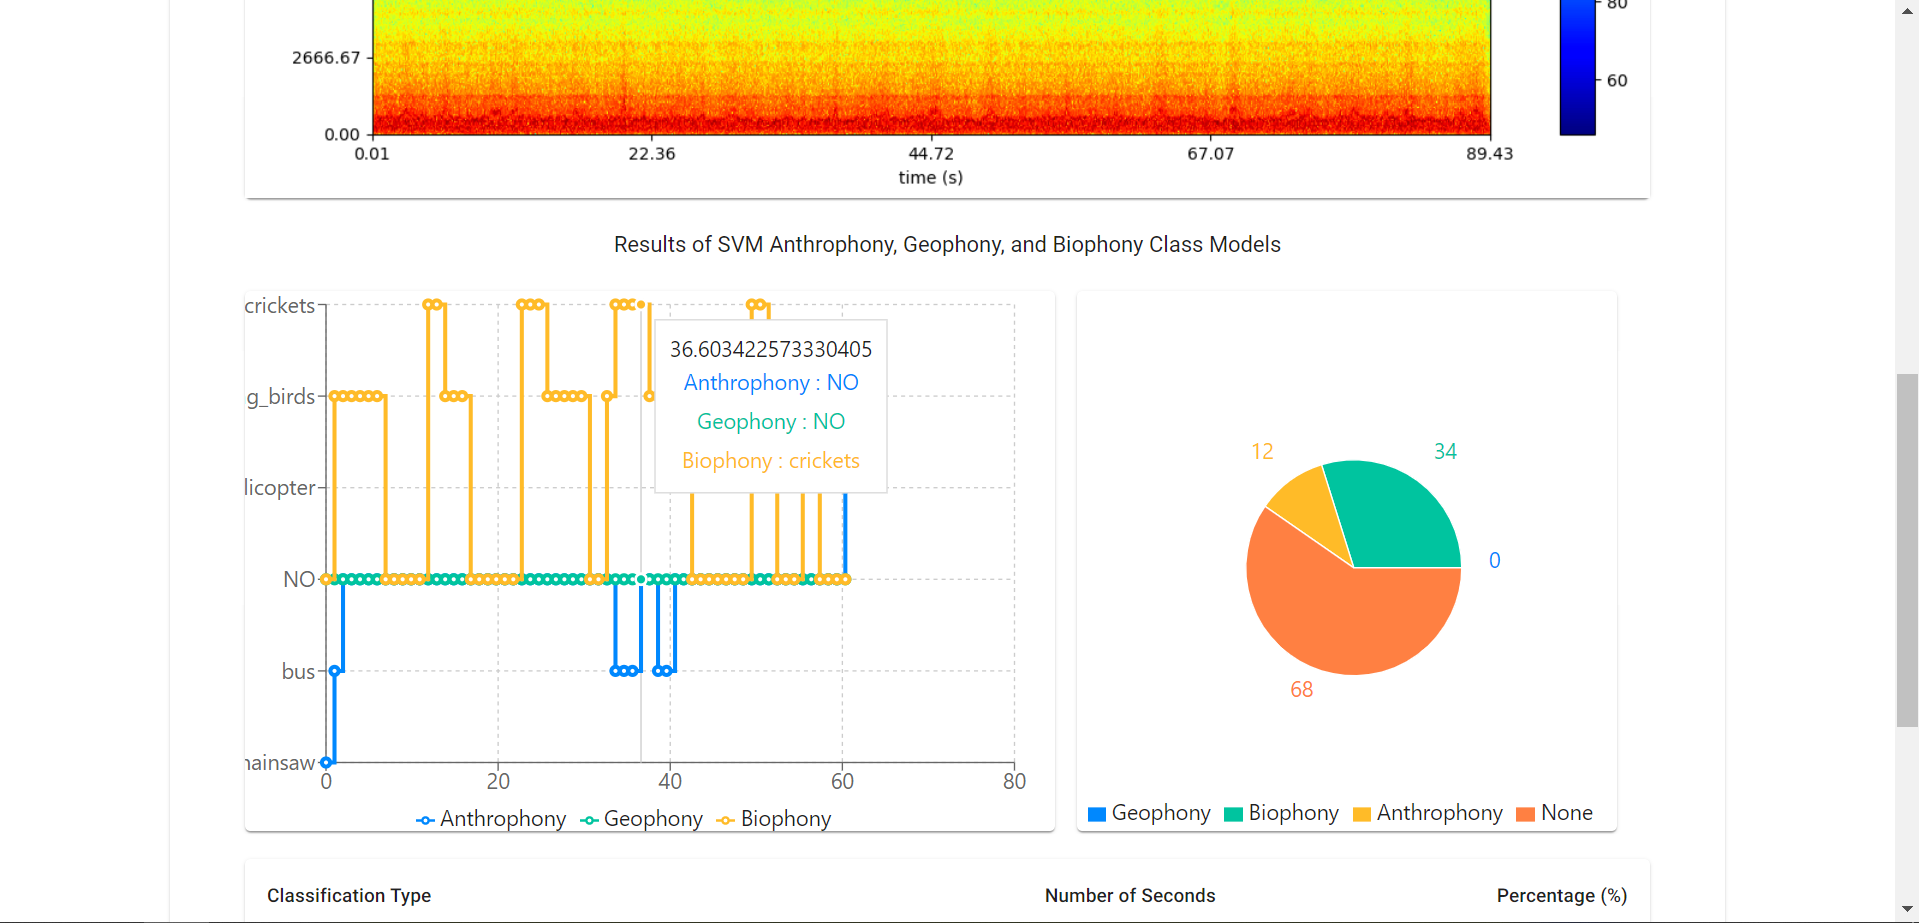 80
2666.67
60
0.00
0.01 22.36 44.72 67.07 89.43
time (s)
Results of SVM Anthrophony, Geophony, and Biophony Class Models
crickets
g_birds
licopter
NO
bus
ainsaw
0 20 40 60 80
36.603422573330405
Anthrophony : NO
Geophony : NO
Biophony : crickets
Anthrophony Geophony Biophony
12
34
0
68
Geophony Biophony Anthrophony None
Classification Type Number of Seconds Percentage (%)